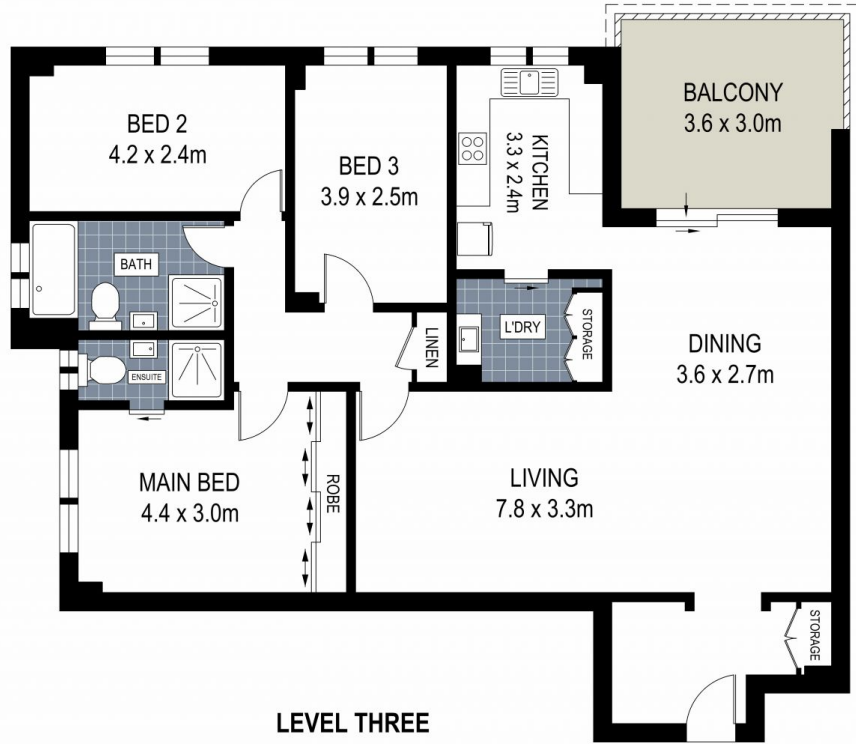 BALCONY
3.6 x 3.0m
BED 2
4.2 x 2.4m
BED 3
3.9 x 2.5m
KITCHEN
3.3 x 2.4m
BATH
L'DRY
STORAGE
LINEN
DINING
3.6 x 2.7m
ENSUITE
MAIN BED
4.4 x 3.0m
ROBE
LIVING
7.8 x 3.3m
STORAGE
LEVEL THREE